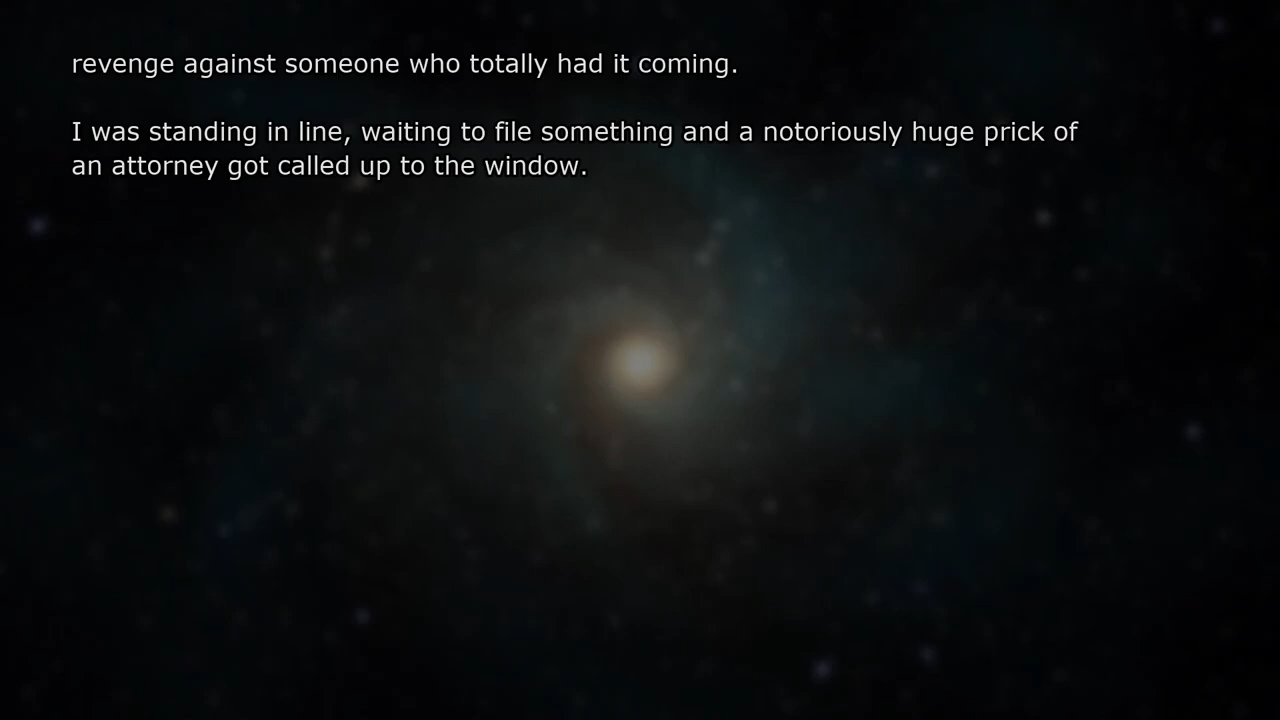 revenge against someone who totally had it coming.
I was standing in line, waiting to file something and a notoriously huge prick of
an attorney got called up to the window.